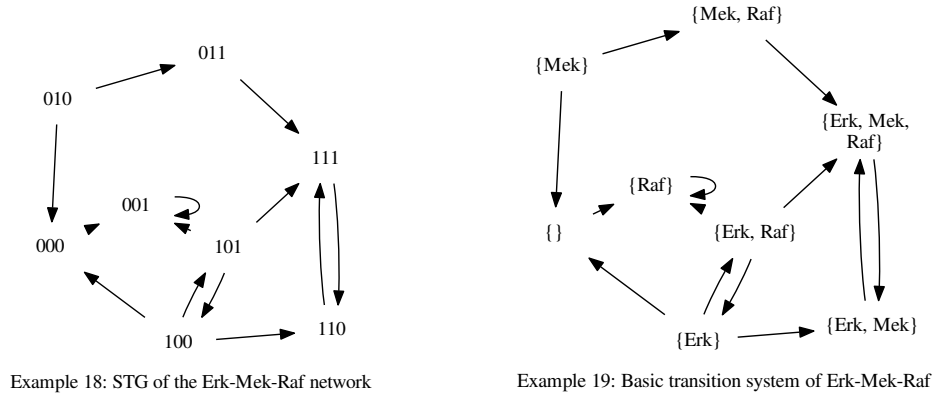 011
010
111
001
000
101
100
110
Example 18: STG of the Erk-Mek-Raf network
{Mek, Raf}
{Mek}
{Erk, Mek,
Raf}
{Raf}
{}
{Erk, Raf}
{Erk}
{Erk, Mek}
Example 19: Basic transition system of Erk-Mek-Raf